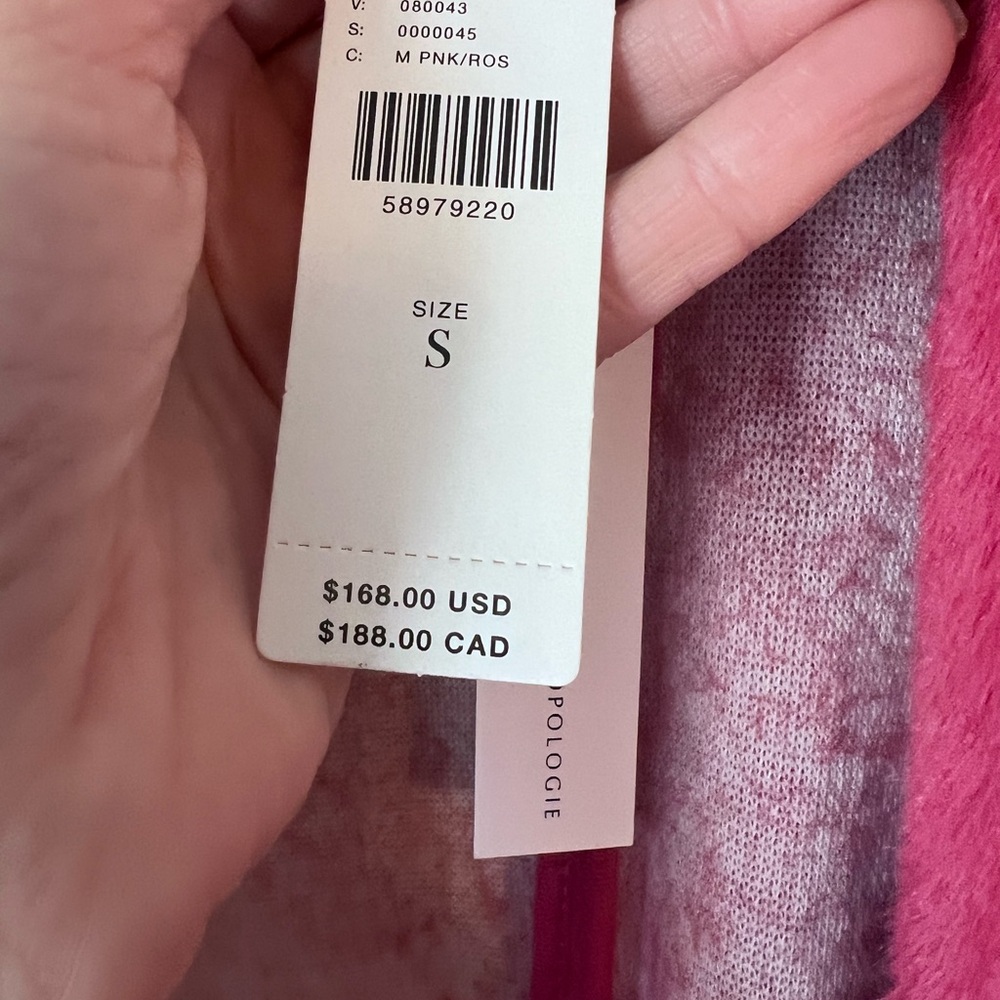 V: 080043
S: 0000045
C: M PNK/ROS
58979220
SIZE
S
$168.00 USD
$188.00 CAD
OPOLOGIE